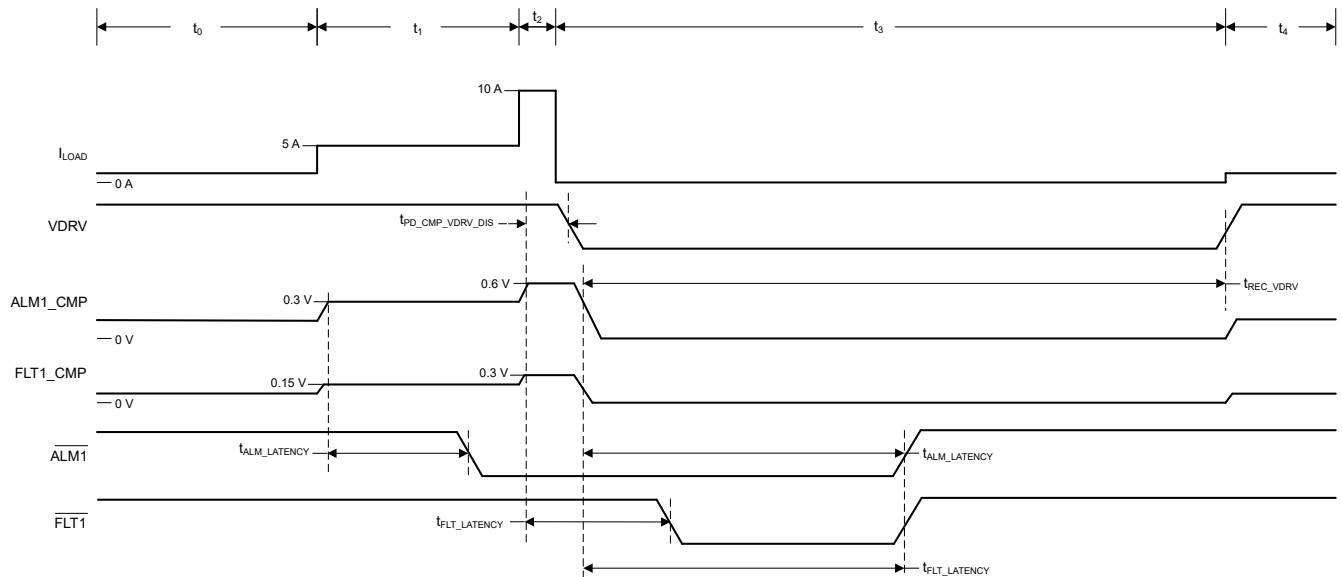 t0
t1
t2
t3
t4
10 A
5 A
ILOAD
0 A
VDRV
tPD_CMP_VDRV_DIS
0.6 V
tREC_VDRV
ALM1_CMP
0.3 V
0 V
FLT1_CMP
0.15 V
0.3 V
0 V
ALM1
tALM_LATENCY
tALM_LATENCY
FLT1
tFLT_LATENCY
tFLT_LATENCY